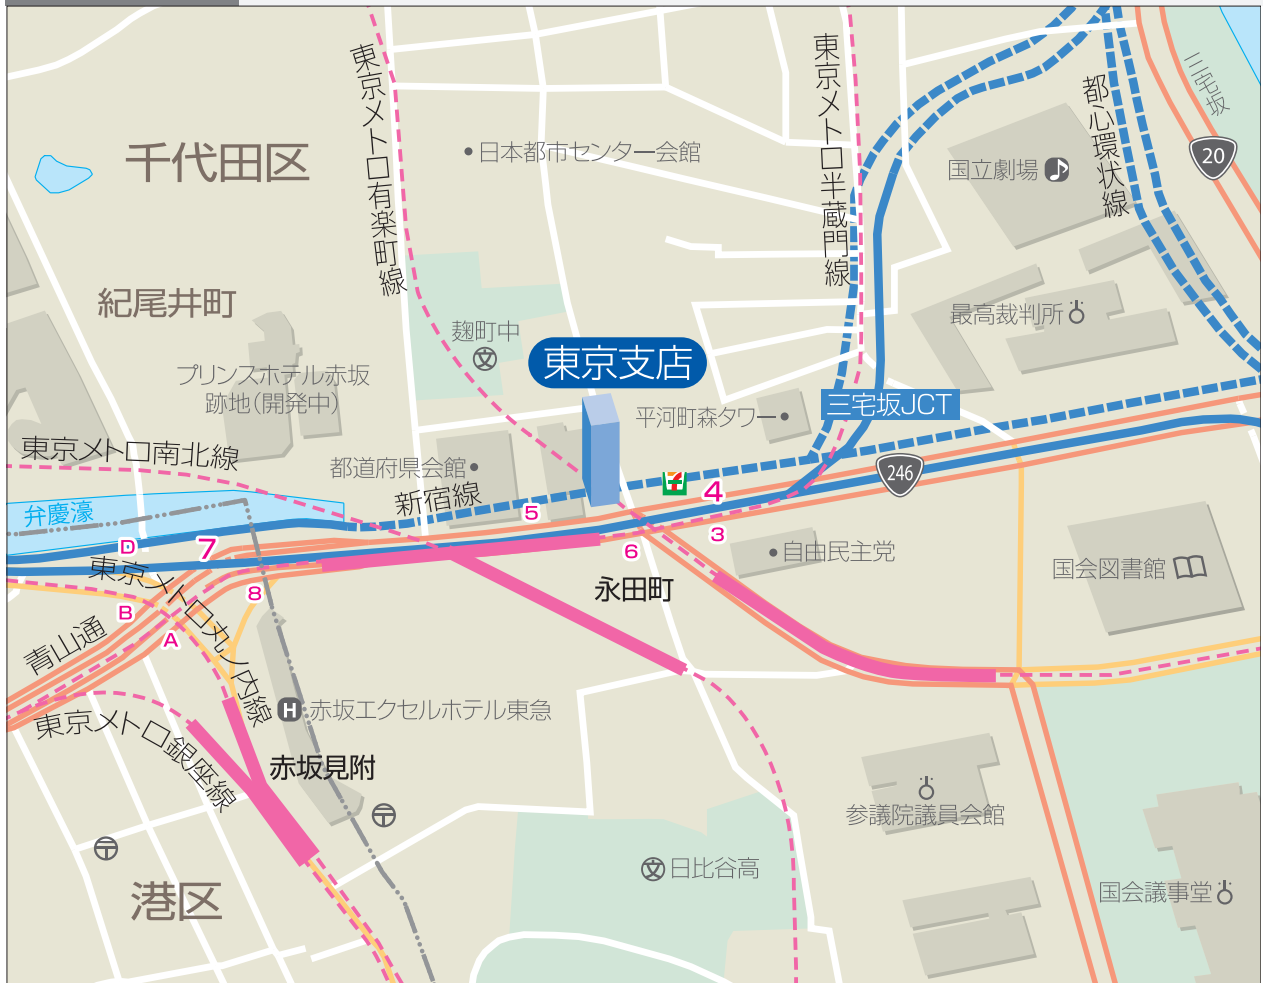 東京メトロ有楽町線
東京メトロ半蔵門線
都心環状線
三宅坂
20
千代田区
日本都市センター会館
国立劇場
紀尾井町
麹町中
文
最高裁判所
プリンスホテル赤坂
跡地(開発中)
東京支店
平河町森タワー
三宅坂JCT
東京メトロ南北線
都道府県会館
新宿線
7
4
246
弁慶濠
5
3
6
D
7
8
B
A
自由民主党
国会図書館
永田町
東京メトロ丸ノ内線
青山通
H
赤坂エクセルホテル東急
東京メトロ銀座線
赤坂見附
〒
〒
参議院議員会館
文
日比谷高
国会議事堂
港区